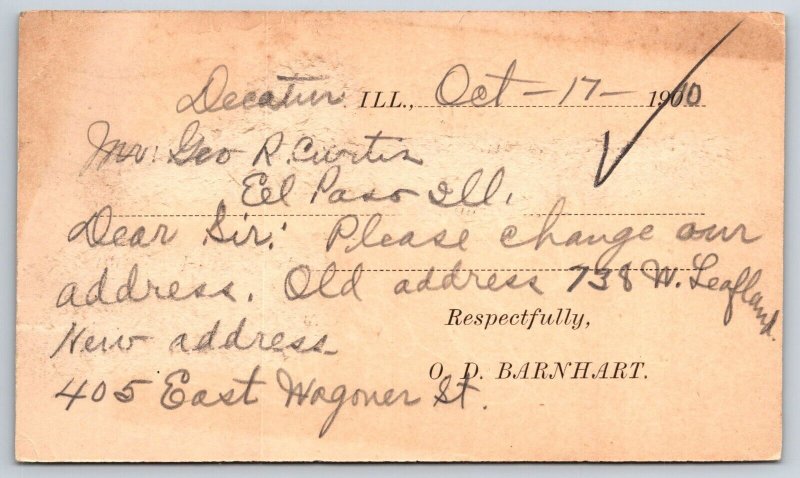 Decatur ILL., Oct - 17 - 1910
Mr. Geo R. Curtis
El Paso Ill.
Dear Sir: Please change our
address. Old address 738 W. Leafland.
Respectfully,
New address
O. D. BARNHART.
405 East Wagoner St.